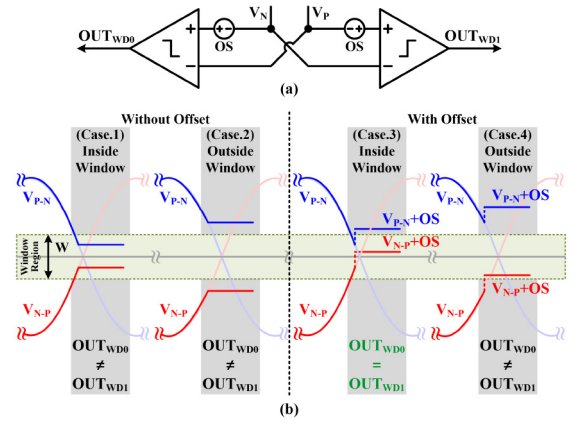 V_N V_P
OUT_WD0 + + - OS OS - + + OUT_WD1
- -
(a)
Without Offset With Offset
(Case.1) (Case.2) (Case.3) (Case.4)
Inside Outside Inside Outside
Window Window Window Window
V_P-N V_P-N V_P-N V_P-N+OS V_P-N V_P-N+OS
Window Region W V_N-P+OS
V_N-P V_N-P V_N-P V_N-P V_N-P+OS
OUT_WD0 OUT_WD0 OUT_WD0 OUT_WD0
≠ ≠ = ≠
OUT_WD1 OUT_WD1 OUT_WD1 OUT_WD1
(b)